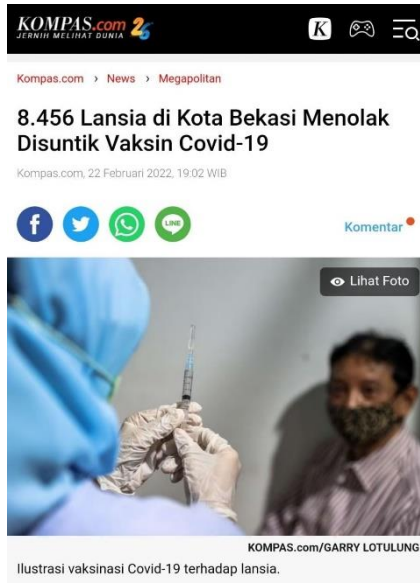 KOMPAS.com 26
JERNIH MELIHAT DUNIA
K
Kompas.com › News › Megapolitan
8.456 Lansia di Kota Bekasi Menolak
Disuntik Vaksin Covid-19
Kompas.com, 22 Februari 2022, 19:02 WIB
f
LINE
Komentar
Lihat Foto
KOMPAS.com/GARRY LOTULUNG
Ilustrasi vaksinasi Covid-19 terhadap lansia.